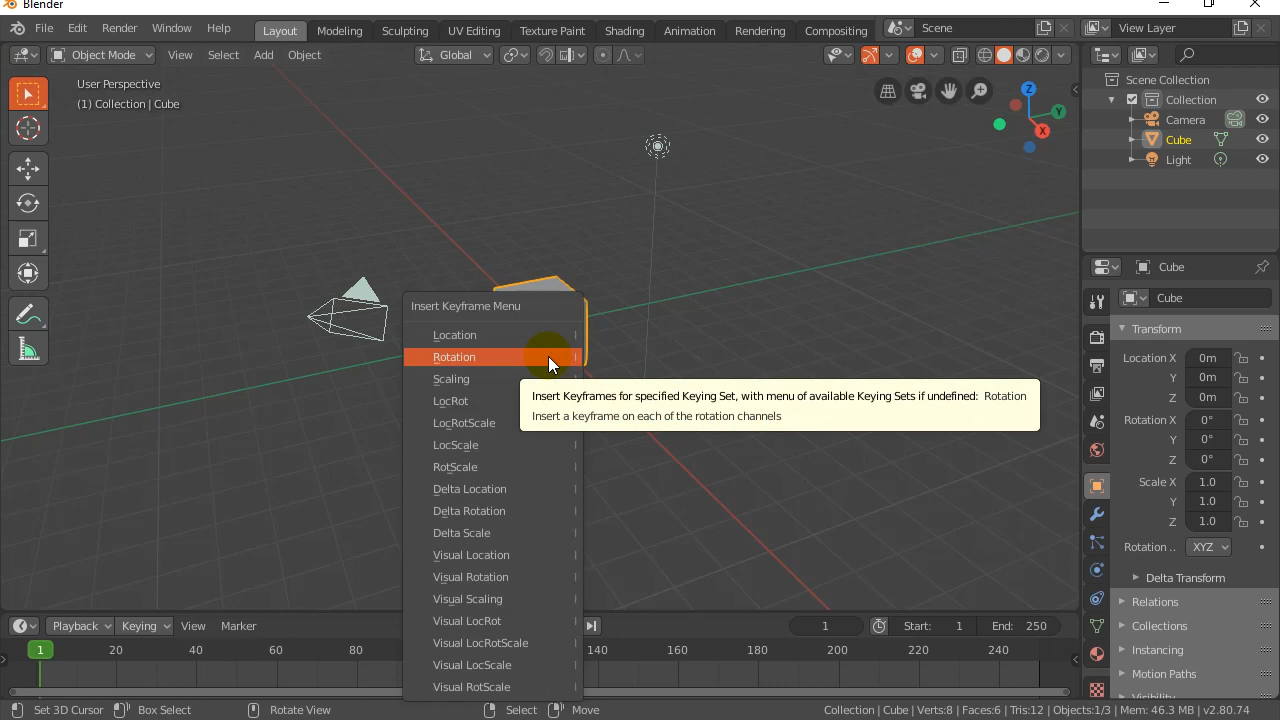 Blender
File Edit Render Window Help Layout Modeling Sculpting UV Editing Texture Paint Shading Animation Rendering Compositing Scene View Layer
Object Mode View Select Add Object Global
User Perspective
(1) Collection | Cube
Z
Y
X
Scene Collection
Collection
Camera
Cube
Light
Cube
Cube
Transform
Location X 0m
Y 0m
Z 0m
Rotation X 0°
Y 0°
Z 0°
Scale X 1.0
Y 1.0
Z 1.0
Rotation .. XYZ
Delta Transform
Relations
Collections
Instancing
Motion Paths
Visibility
Insert Keyframe Menu
Location I
Rotation I
Scaling
LocRot
LocRotScale
LocScale I
RotScale I
Delta Location I
Delta Rotation I
Delta Scale I
Visual Location I
Visual Rotation I
Visual Scaling I
Visual LocRot I
Visual LocRotScale I
Visual LocScale I
Visual RotScale I
Insert Keyframes for specified Keying Set, with menu of available Keying Sets if undefined: Rotation
Insert a keyframe on each of the rotation channels
Playback Keying View Marker 1 Start: 1 End: 250
1 20 40 60 80 140 160 180 200 220 240
Set 3D Cursor Box Select Rotate View Select Move Collection | Cube | Verts:8 | Faces:6 | Tris:12 | Objects:1/3 | Mem: 46.3 MB | v2.80.74